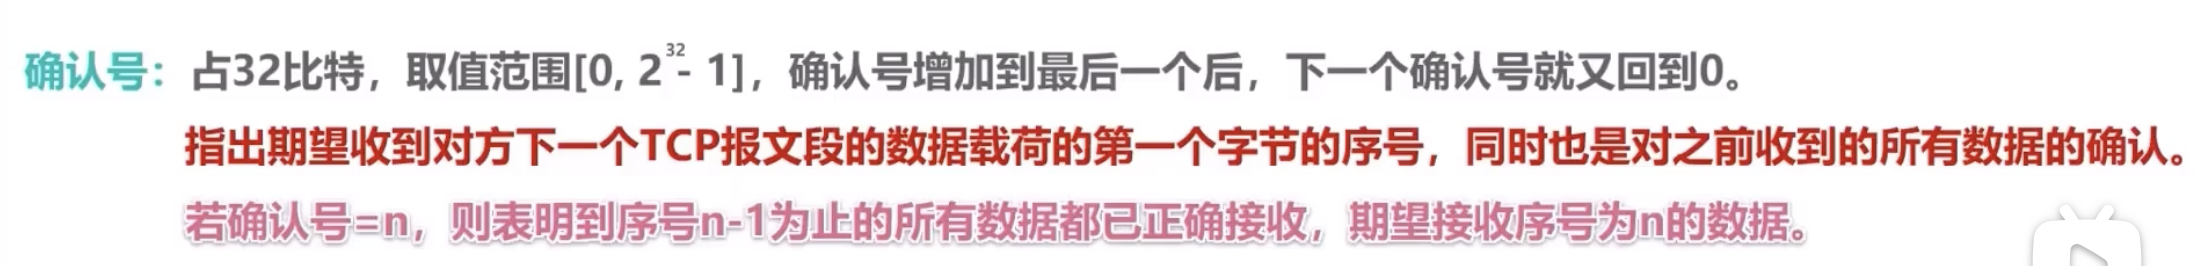 确认号：占32比特，取值范围[0, 2³²- 1]，确认号增加到最后一个后，下一个确认号就又回到0。
指出期望收到对方下一个TCP报文段的数据载荷的第一个字节的序号，同时也是对之前收到的所有数据的确认。
若确认号=n，则表明到序号n-1为止的所有数据都已正确接收，期望接收序号为n的数据。